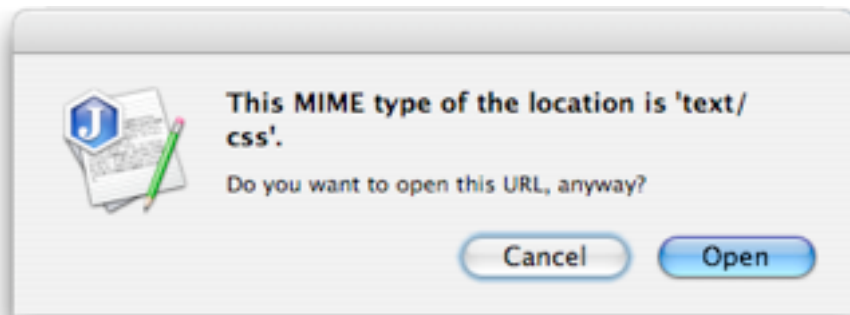 This MIME type of the location is 'text/
css'.
Do you want to open this URL, anyway?
Cancel Open